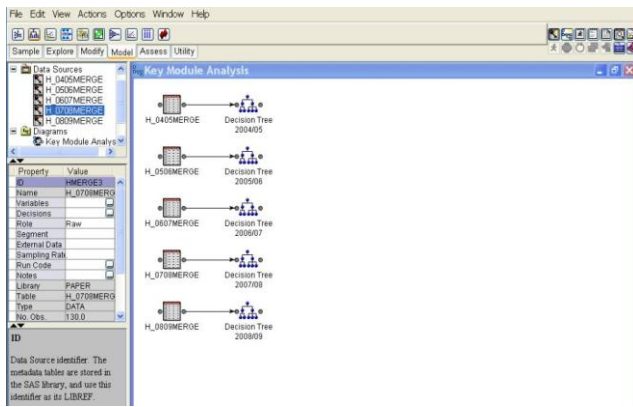 File Edit View Actions Options Window Help
Sample Explore Modify Model Assess Utility
Data Sources
H_0405MERGE
H_0506MERGE
H_0607MERGE
H_0708MERGE
H_0809MERGE
Diagrams
Key Module Analys
Property Value
ID HMERGE3
Name H_0708MERG
Variables
Decisions
Role Raw
Segment
External Data
Sampling Rate
Run Code
Notes
Library PAPER
Table H_0708MERG
Type DATA
No. Obs. 130.0
ID
Data Source identifier. The
metadata tables are stored in
the SAS library, and use this
identifier as its LIBREF.
Key Module Analysis
H_0405MERGE Decision Tree
2004/05
H_0506MERGE Decision Tree
2005/06
H_0607MERGE Decision Tree
2006/07
H_0708MERGE Decision Tree
2007/08
H_0809MERGE Decision Tree
2008/09